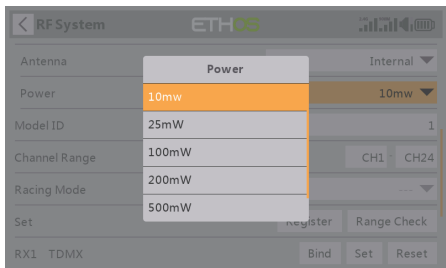 RF System ETHOS
Antenna Internal
Power
Power 10mw
10mw
25mW
Model ID 1
100mW
Channel Range CH1 - CH24
200mW
Racing Mode ---
500mW
Set Register Range Check
RX1 TDMX Bind Set Reset